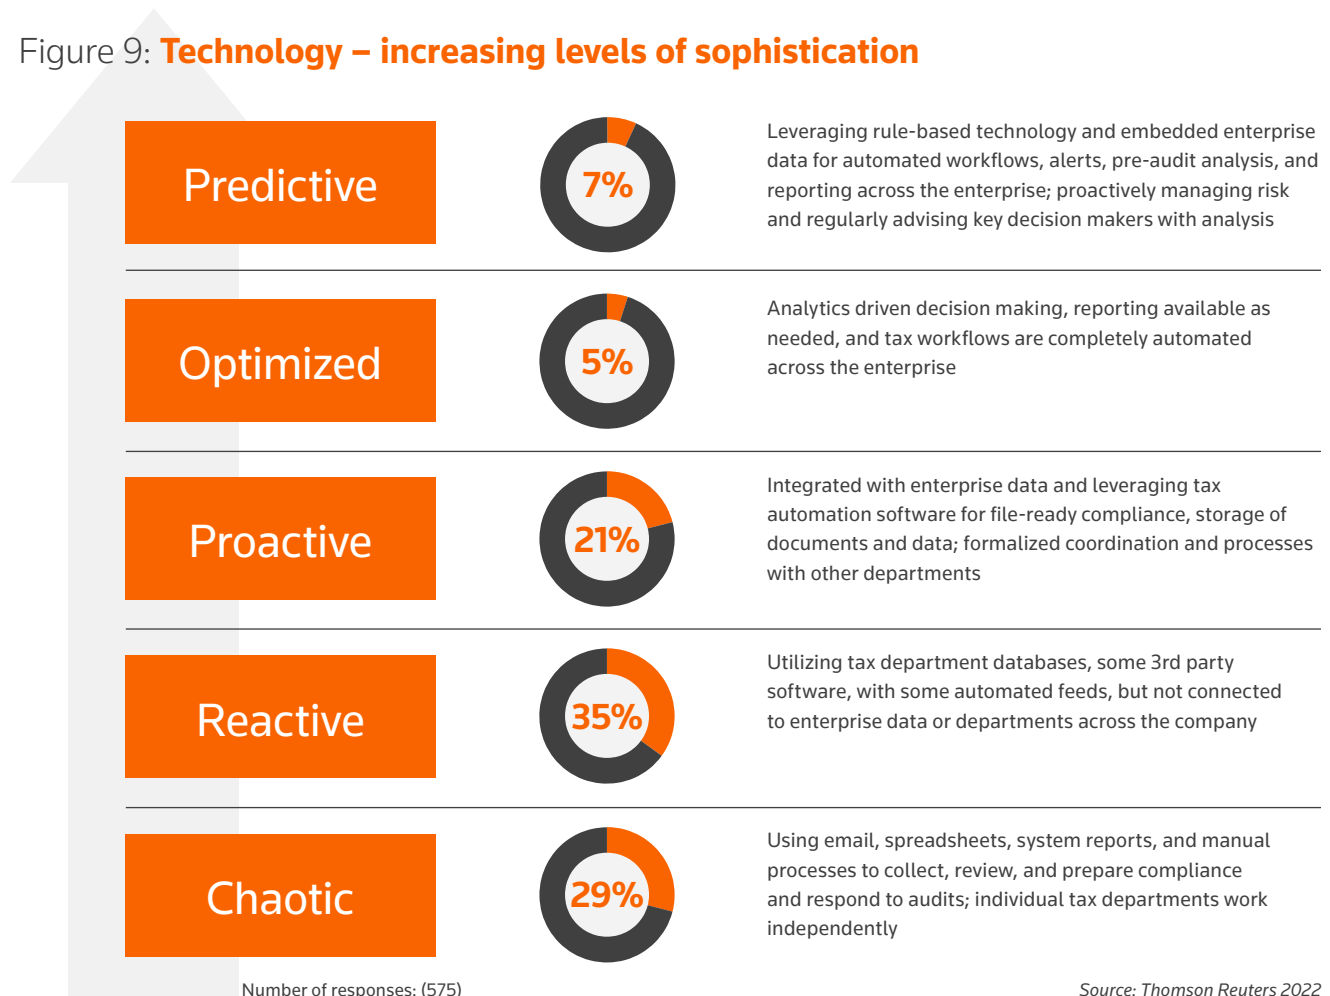 Figure 9: Technology – increasing levels of sophistication
Predictive
7%
Leveraging rule-based technology and embedded enterprise
data for automated workflows, alerts, pre-audit analysis, and
reporting across the enterprise; proactively managing risk
and regularly advising key decision makers with analysis
Optimized
5%
Analytics driven decision making, reporting available as
needed, and tax workflows are completely automated
across the enterprise
Proactive
21%
Integrated with enterprise data and leveraging tax
automation software for file-ready compliance, storage of
documents and data; formalized coordination and processes
with other departments
Reactive
35%
Utilizing tax department databases, some 3rd party
software, with some automated feeds, but not connected
to enterprise data or departments across the company
Chaotic
29%
Using email, spreadsheets, system reports, and manual
processes to collect, review, and prepare compliance
and respond to audits; individual tax departments work
independently
Number of responses: (575)
Source: Thomson Reuters 2022